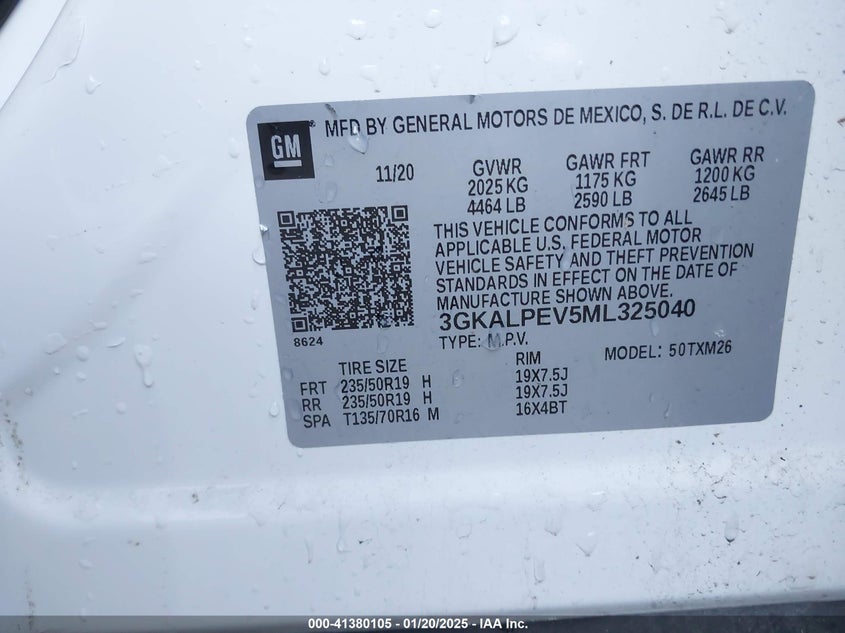 GM
® MFD BY GENERAL MOTORS DE MEXICO, S. DE R.L. DE C.V.
11/20 GVWR GAWR FRT GAWR RR
2025 KG 1175 KG 1200 KG
4464 LB 2590 LB 2645 LB
THIS VEHICLE CONFORMS TO ALL
APPLICABLE U.S. FEDERAL MOTOR
VEHICLE SAFETY AND THEFT PREVENTION
STANDARDS IN EFFECT ON THE DATE OF
MANUFACTURE SHOWN ABOVE.
3GKALPEV5ML325040
8624
TYPE: M.P.V. MODEL: 50TXM26
TIRE SIZE RIM
FRT 235/50R19 H 19X7.5J
RR 235/50R19 H 19X7.5J
SPA T135/70R16 M 16X4BT
000-41380105 - 01/20/2025 - IAA Inc.